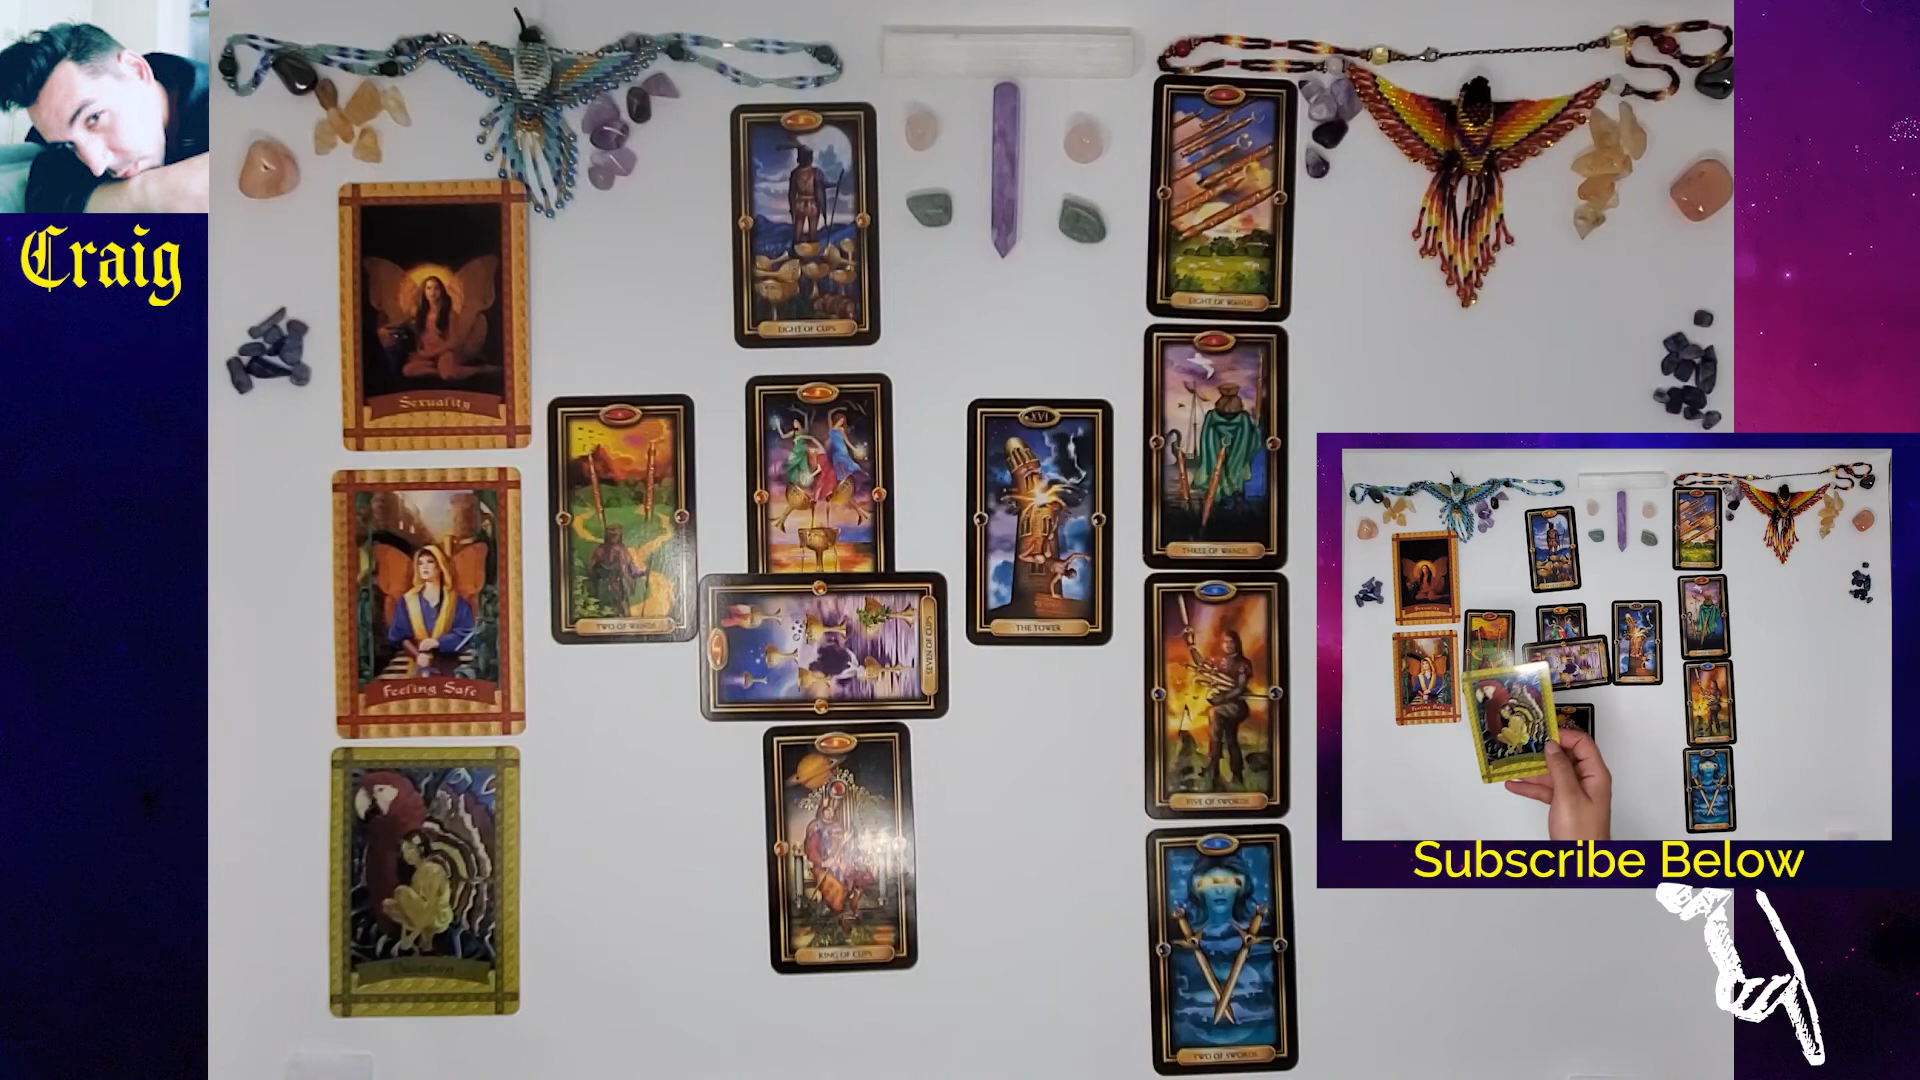 Craig
EIGHT OF CUPS
EIGHT OF WANDS
Sexuality
XVI
TWO OF WANDS
THE TOWER
THREE OF WANDS
Feeling Safe
SEVEN OF CUPS
FIVE OF SWORDS
KING OF CUPS
TWO OF SWORDS
Subscribe Below